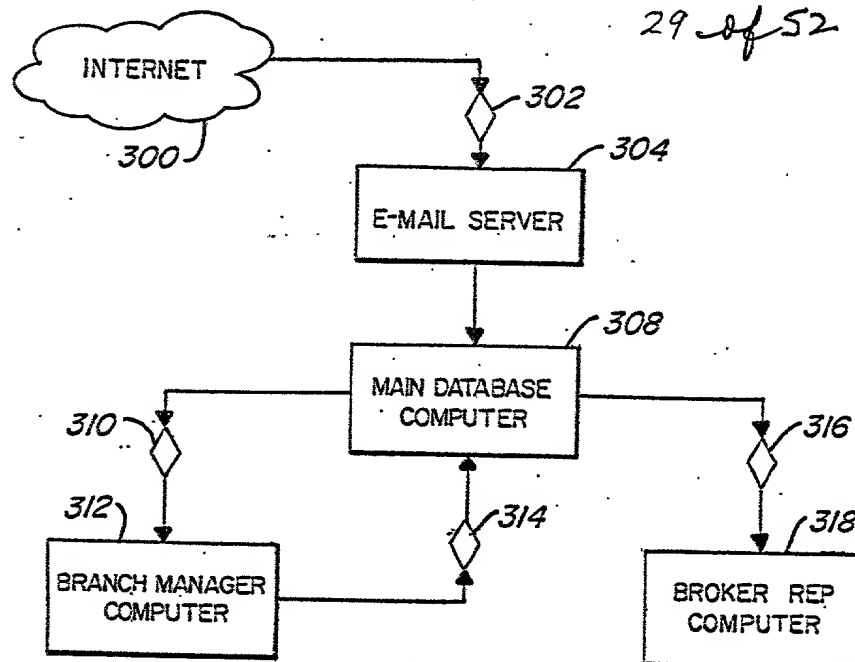 29 of 52
INTERNET
300
302
304
E-MAIL SERVER
308
MAIN DATABASE
COMPUTER
310
316
312
314
318
BRANCH MANAGER
COMPUTER
BROKER REP
COMPUTER